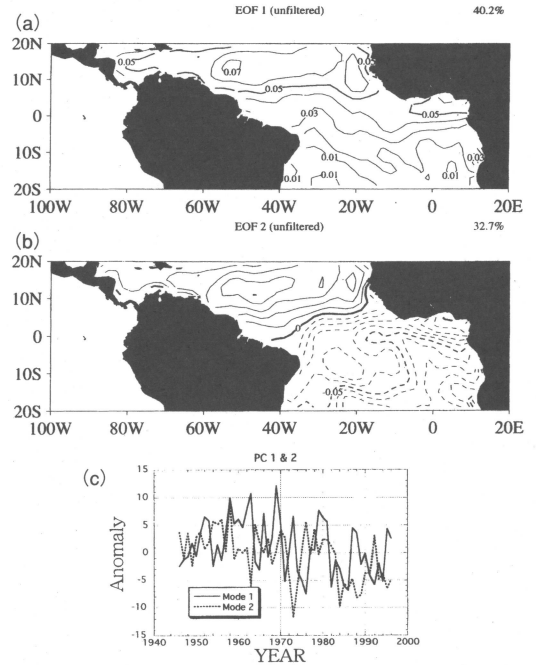 EOF 1 (unfiltered) 40.2%
(a)
20N
10N
0
10S
20S
0.05
0.07
0.05
0.05
0.03
0.05
0.01
0.01
0.03
0.01
0.01
0.01
100W 80W 60W 40W 20W 0 20E
EOF 2 (unfiltered) 32.7%
(b)
20N
10N
0
10S
20S
0
-0.05
100W 80W 60W 40W 20W 0 20E
PC 1 & 2
(c)
15
10
5
0
-5
-10
-15
Anomaly
Mode 1
Mode 2
1940 1950 1960 1970 1980 1990 2000
YEAR